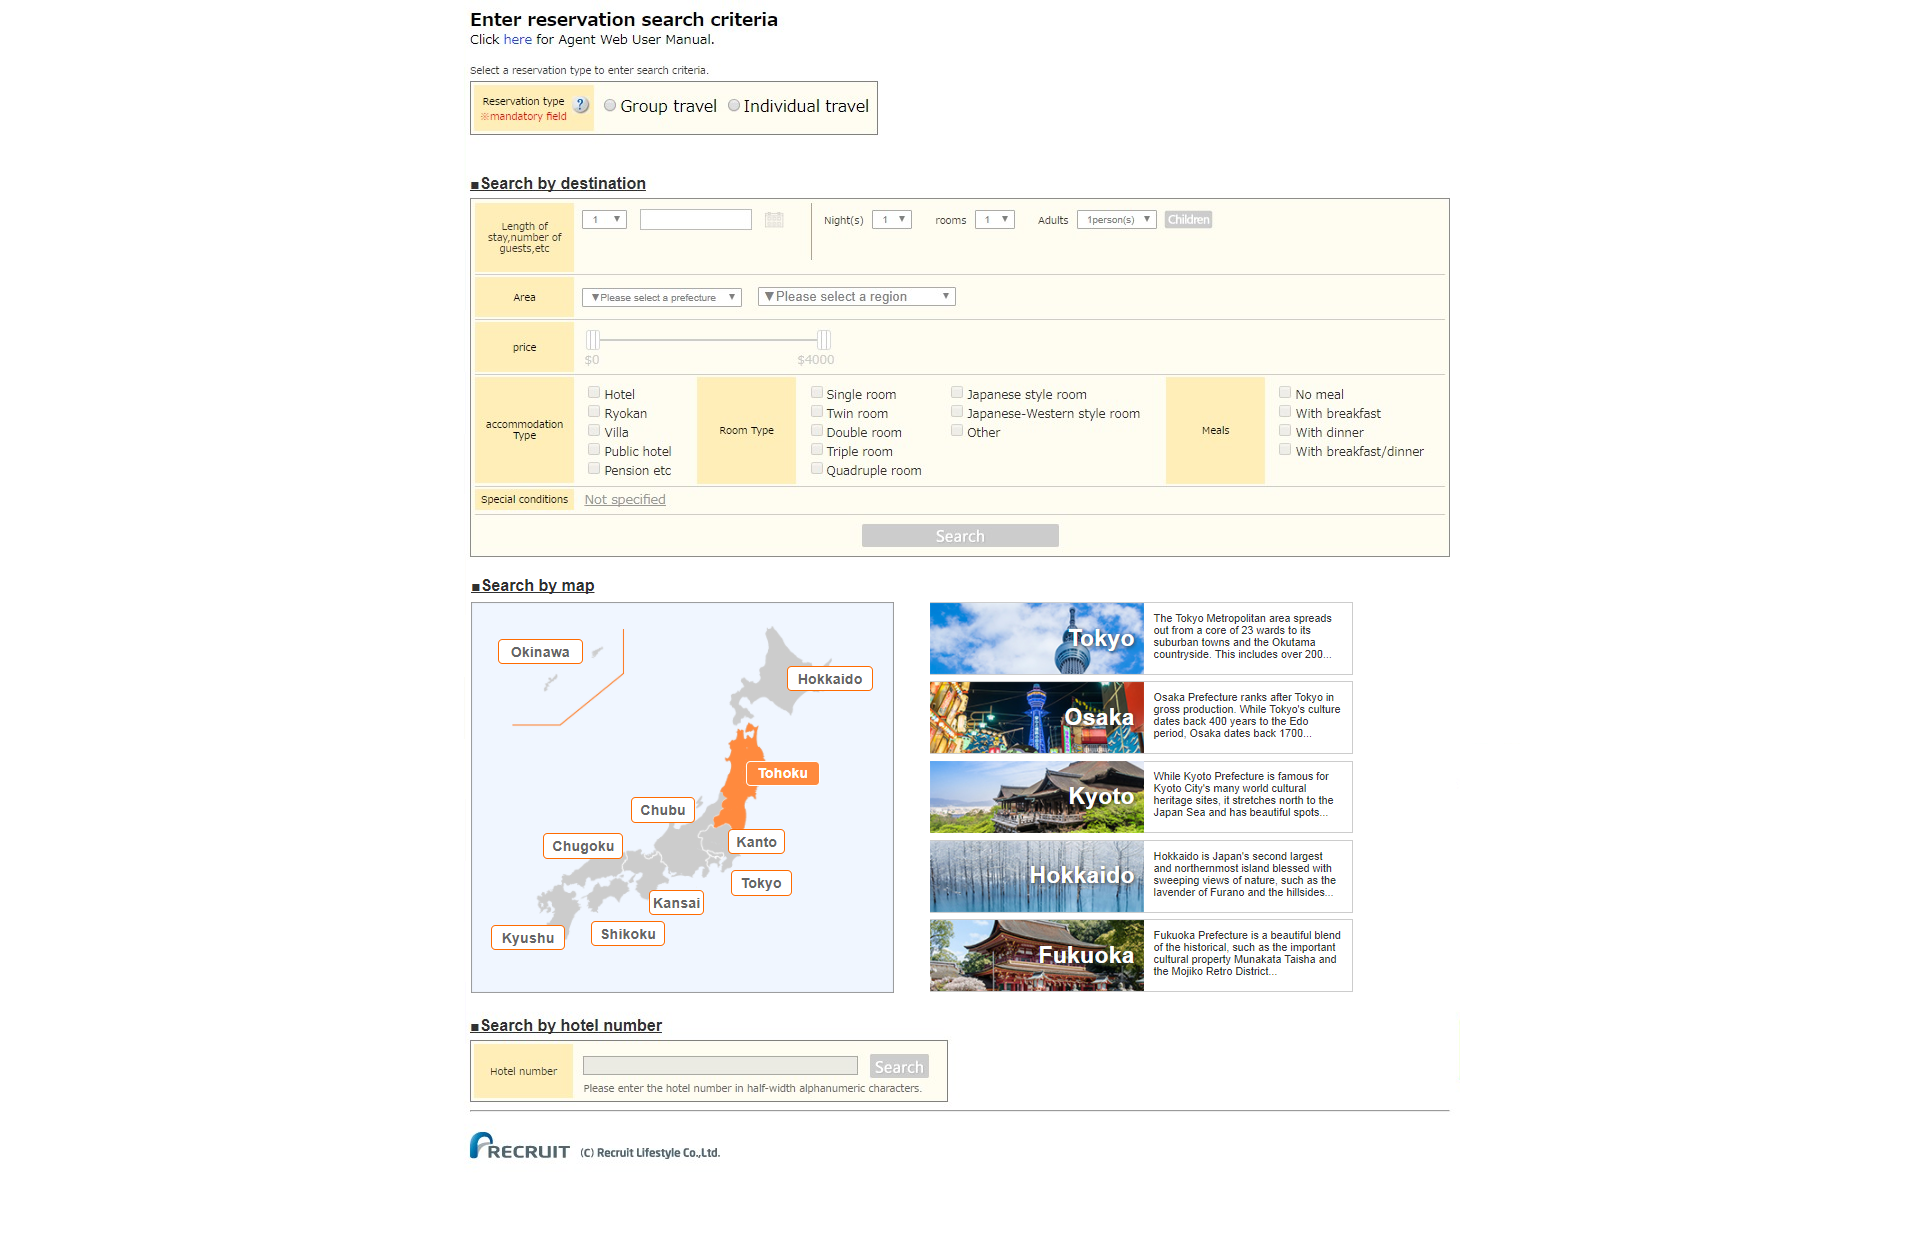 Enter reservation search criteria
Click here for Agent Web User Manual.
Select a reservation type to enter search criteria.
Reservation type
※mandatory field
?
Group travel
Individual travel
■Search by destination
Length of
stay,number of
guests,etc
1 ▼
Night(s) 1 ▼ rooms 1 ▼ Adults 1person(s) ▼ Children
Area
▼Please select a prefecture ▼
▼Please select a region ▼
price
$0
$4000
accommodation
Type
Hotel
Ryokan
Villa
Public hotel
Pension etc
Room Type
Single room
Twin room
Double room
Triple room
Quadruple room
Japanese style room
Japanese-Western style room
Other
Meals
No meal
With breakfast
With dinner
With breakfast/dinner
Special conditions
Not specified
Search
■Search by map
Okinawa
Hokkaido
Tohoku
Chubu
Kanto
Chugoku
Tokyo
Kansai
Shikoku
Kyushu
Tokyo
The Tokyo Metropolitan area spreads
out from a core of 23 wards to its
suburban towns and the Okutama
countryside. This includes over 200...
Osaka
Osaka Prefecture ranks after Tokyo in
gross production. While Tokyo's culture
dates back 400 years to the Edo
period, Osaka dates back 1700...
Kyoto
While Kyoto Prefecture is famous for
Kyoto City's many world cultural
heritage sites, it stretches north to the
Japan Sea and has beautiful spots...
Hokkaido
Hokkaido is Japan's second largest
and northernmost island blessed with
sweeping views of nature, such as the
lavender of Furano and the hillsides...
Fukuoka
Fukuoka Prefecture is a beautiful blend
of the historical, such as the important
cultural property Munakata Taisha and
the Mojiko Retro District...
■Search by hotel number
Hotel number
Search
Please enter the hotel number in half-width alphanumeric characters.
RECRUIT (C) Recruit Lifestyle Co.,Ltd.